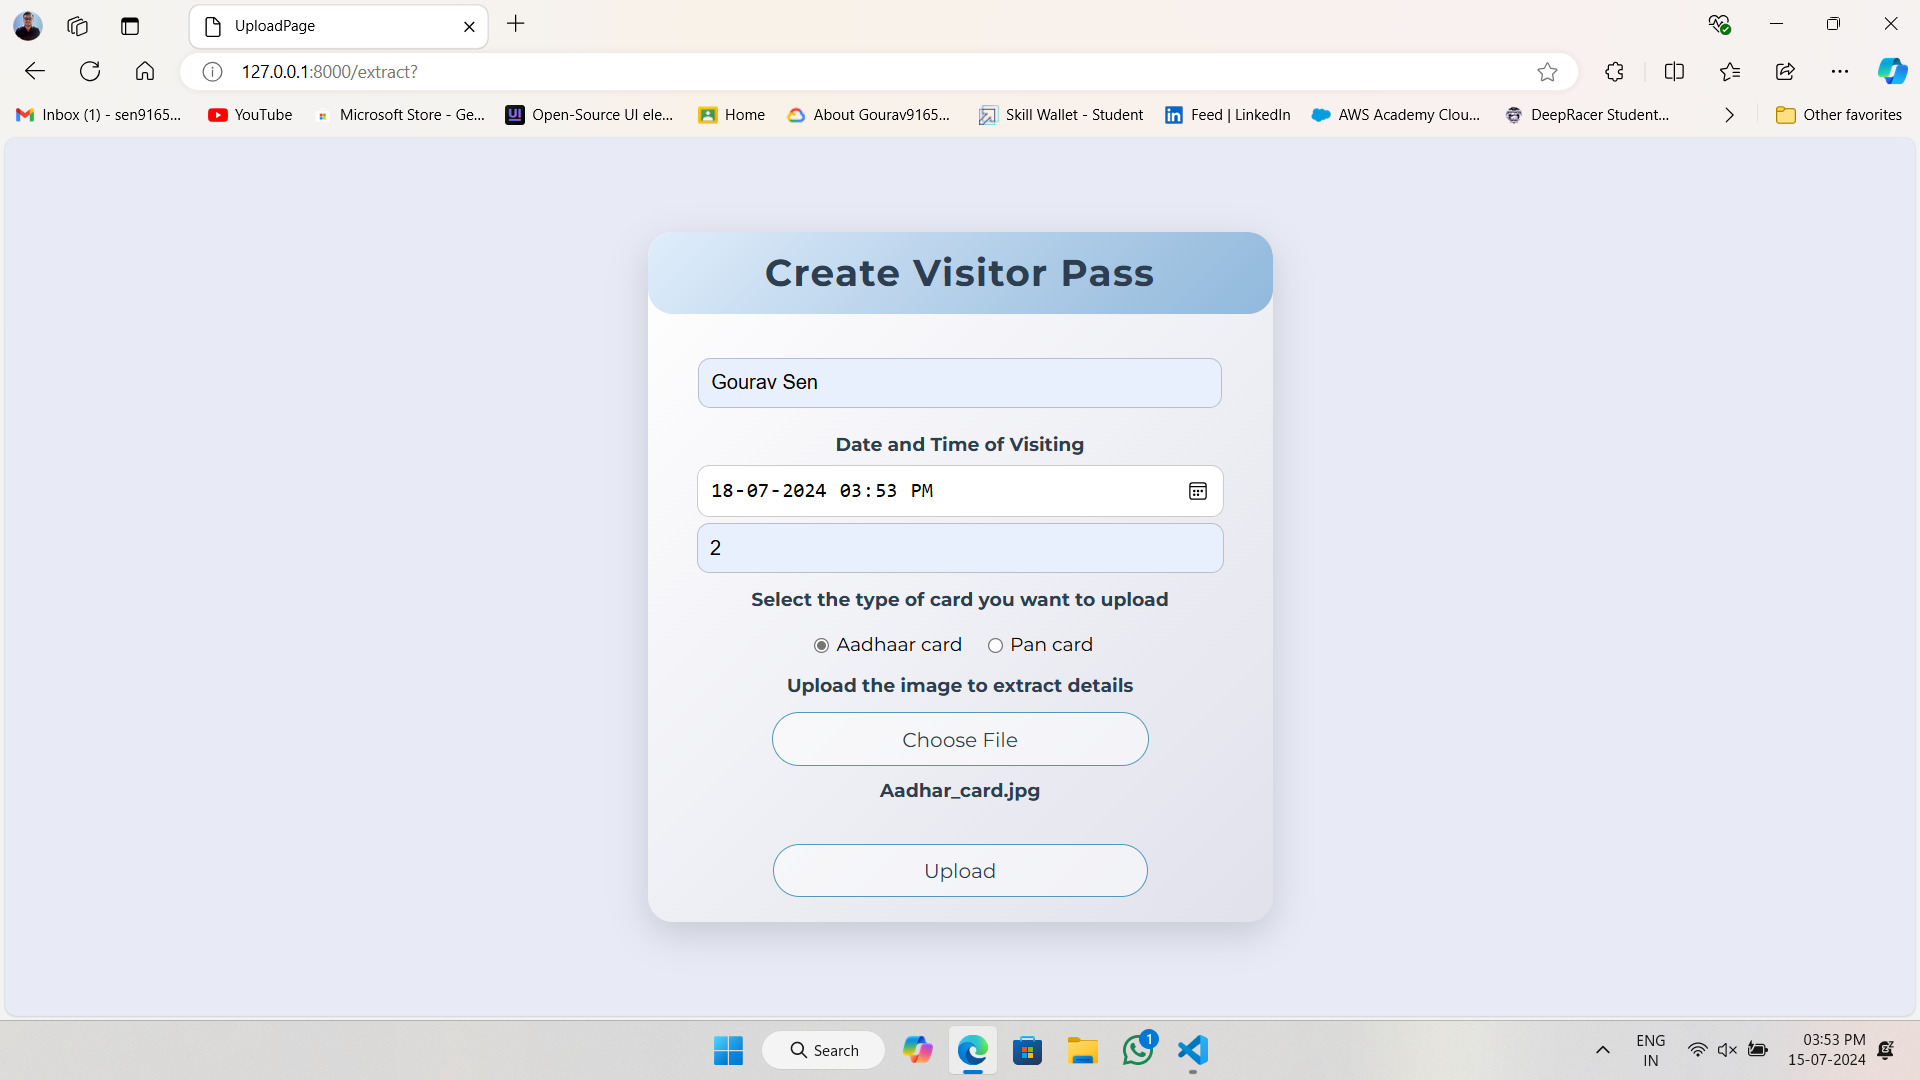 UploadPage
127.0.0.1:8000/extract?
Inbox (1) - sen9165... YouTube Microsoft Store - Ge... UI Open-Source UI ele... Home About Gourav9165... Skill Wallet - Student Feed | LinkedIn AWS Academy Clou... DeepRacer Student... Other favorites
Create Visitor Pass
Gourav Sen
Date and Time of Visiting
18-07-2024 03:53 PM
2
Select the type of card you want to upload
Aadhaar card Pan card
Upload the image to extract details
Choose File
Aadhar_card.jpg
Upload
Search
1
ENG
IN
03:53 PM
15-07-2024